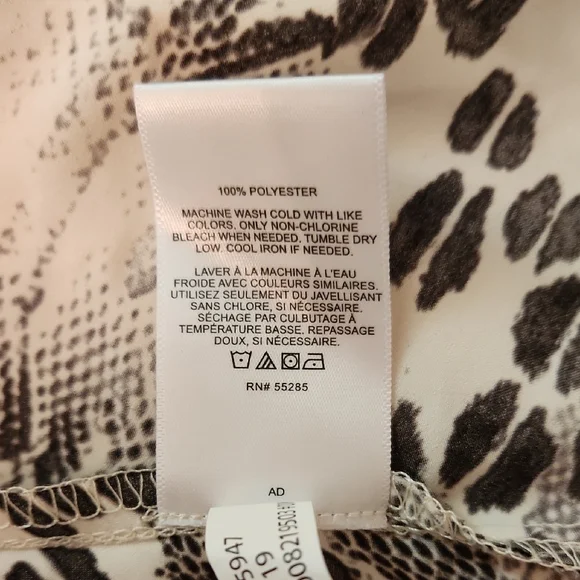 100% POLYESTER
MACHINE WASH COLD WITH LIKE
COLORS. ONLY NON-CHLORINE
BLEACH WHEN NEEDED. TUMBLE DRY
LOW. COOL IRON IF NEEDED.
LAVER À LA MACHINE À L'EAU
FROIDE AVEC COULEURS SIMILAIRES.
UTILISEZ SEULEMENT DU JAVELLISANT
SANS CHLORE, SI NÉCESSAIRE.
SÉCHAGE PAR CULBUTAGE À
TEMPÉRATURE BASSE. REPASSAGE
DOUX, SI NÉCESSAIRE.
RN# 55285
AD
5947
19